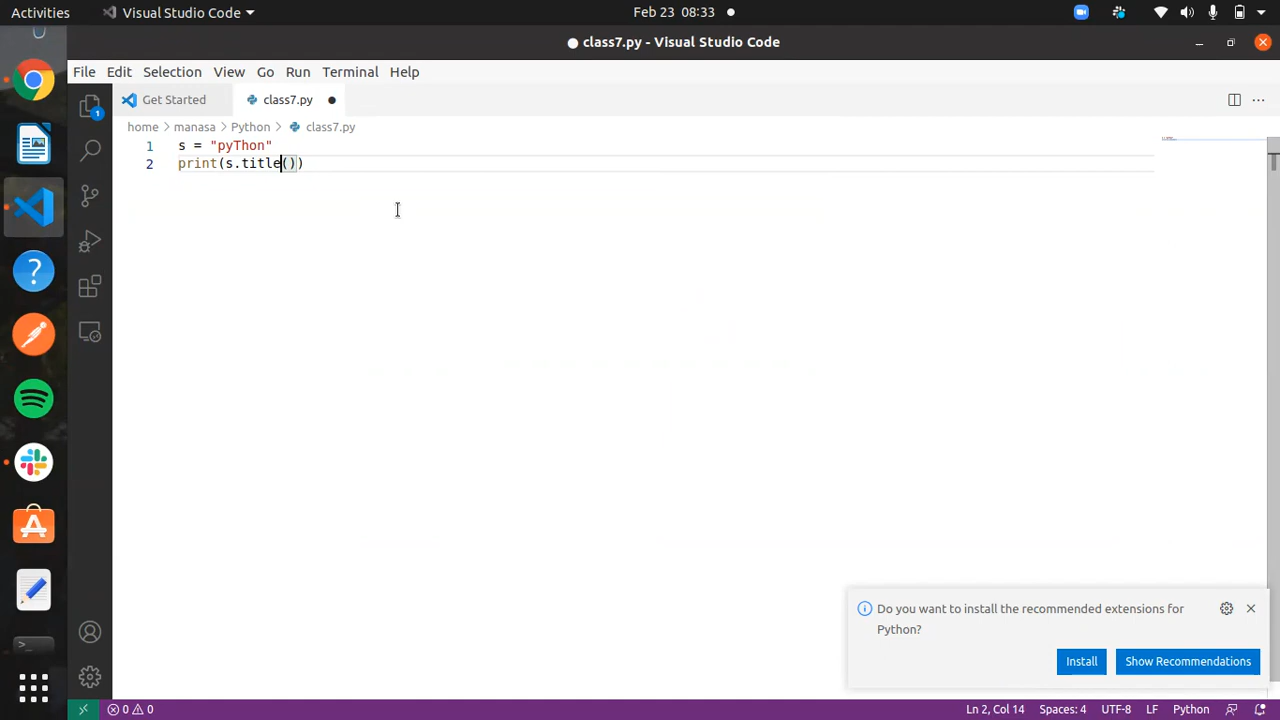 Activities
Visual Studio Code
Feb 23 08:33
class7.py - Visual Studio Code
File Edit Selection View Go Run Terminal Help
Get Started
class7.py
home > manasa > Python > class7.py
1 s = "pyThon"
2 print(s.title())
1
Do you want to install the recommended extensions for
Python?
Install
Show Recommendations
0 0
Ln 2, Col 14
Spaces: 4
UTF-8
LF
Python